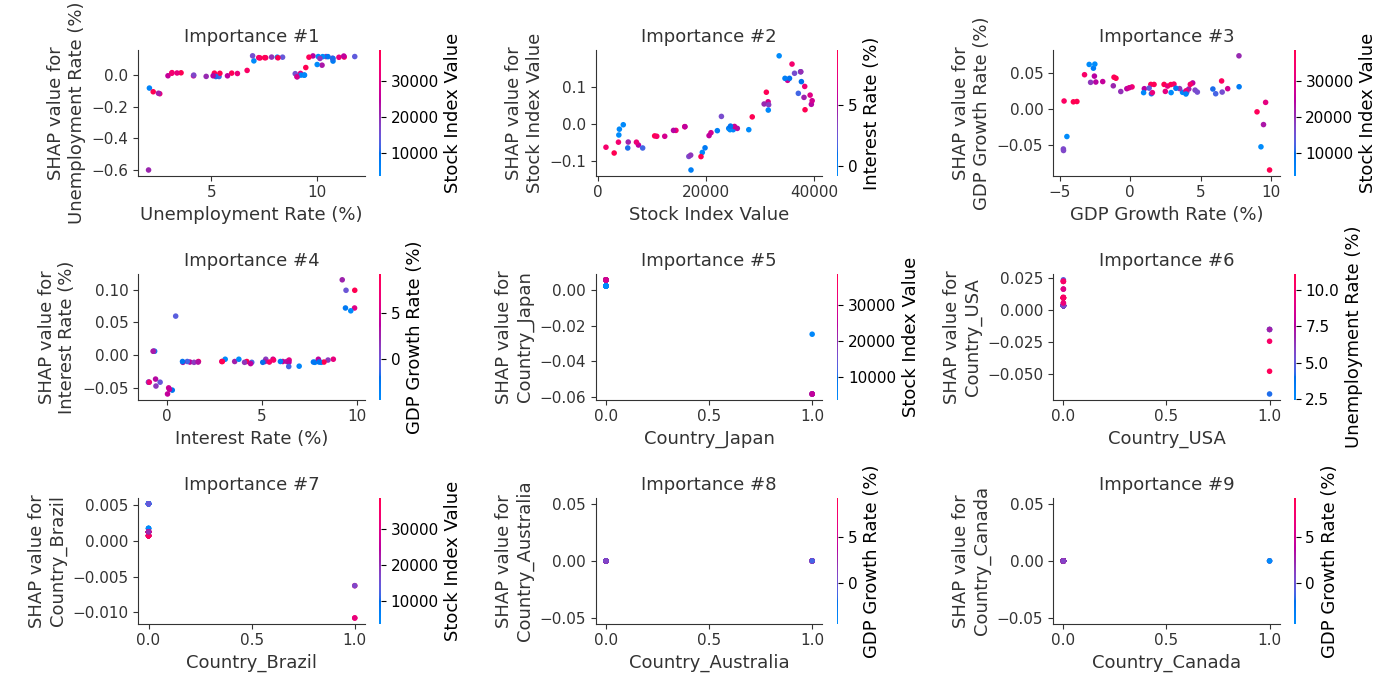 Importance #1
SHAP value for
Unemployment Rate (%)
0.0
−0.2
−0.4
−0.6
5
10
Unemployment Rate (%)
30000
20000
10000
Stock Index Value
Importance #2
SHAP value for
Stock Index Value
0.1
0.0
−0.1
0
20000
40000
Stock Index Value
5
0
Interest Rate (%)
Importance #3
SHAP value for
GDP Growth Rate (%)
0.05
0.00
−0.05
−5
0
5
10
GDP Growth Rate (%)
30000
20000
10000
Stock Index Value
Importance #4
SHAP value for
Interest Rate (%)
0.10
0.05
0.00
−0.05
0
5
10
Interest Rate (%)
5
0
GDP Growth Rate (%)
Importance #5
SHAP value for
Country_Japan
0.00
−0.02
−0.04
−0.06
0.0
0.5
1.0
Country_Japan
30000
20000
10000
Stock Index Value
Importance #6
SHAP value for
Country_USA
0.025
0.000
−0.025
−0.050
0.0
0.5
1.0
Country_USA
10.0
7.5
5.0
2.5
Unemployment Rate (%)
Importance #7
SHAP value for
Country_Brazil
0.005
0.000
−0.005
−0.010
0.0
0.5
1.0
Country_Brazil
30000
20000
10000
Stock Index Value
Importance #8
SHAP value for
Country_Australia
0.05
0.00
−0.05
0.0
0.5
1.0
Country_Australia
5
0
GDP Growth Rate (%)
Importance #9
SHAP value for
Country_Canada
0.05
0.00
−0.05
0.0
0.5
1.0
Country_Canada
5
0
GDP Growth Rate (%)